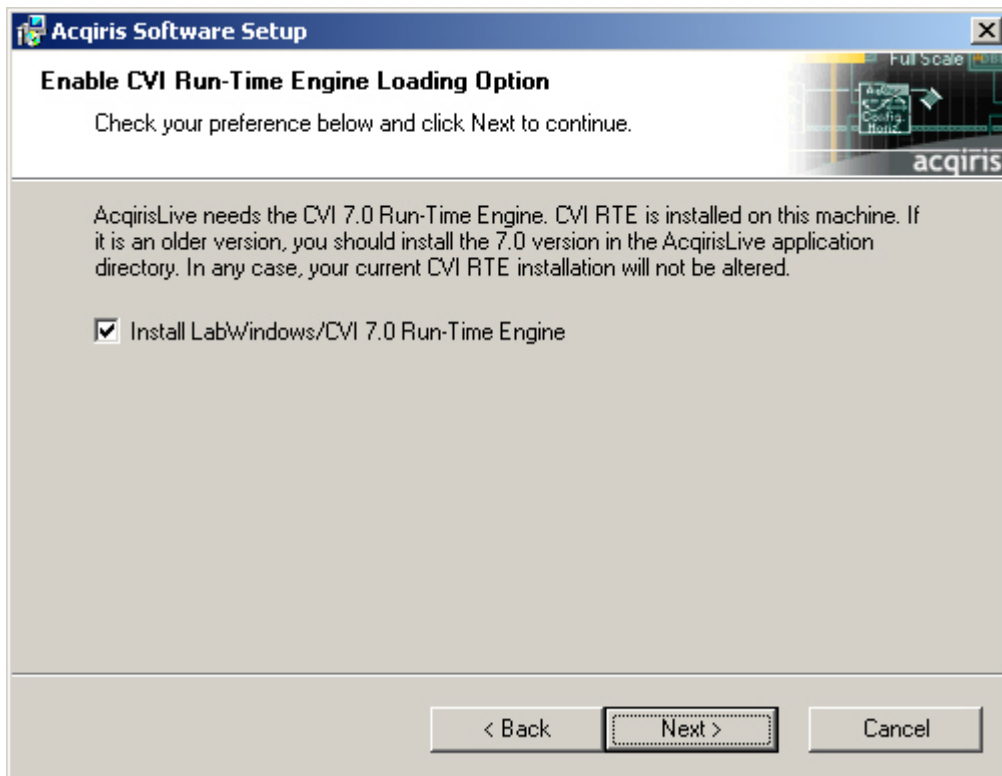 Acqiris Software Setup
Enable CVI Run-Time Engine Loading Option
Check your preference below and click Next to continue.
Full Scale
Config.
Horiz.
acqiris
AcqirisLive needs the CVI 7.0 Run-Time Engine. CVI RTE is installed on this machine. If
it is an older version, you should install the 7.0 version in the AcqirisLive application
directory. In any case, your current CVI RTE installation will not be altered.
Install LabWindows/CVI 7.0 Run-Time Engine
< Back
Next >
Cancel